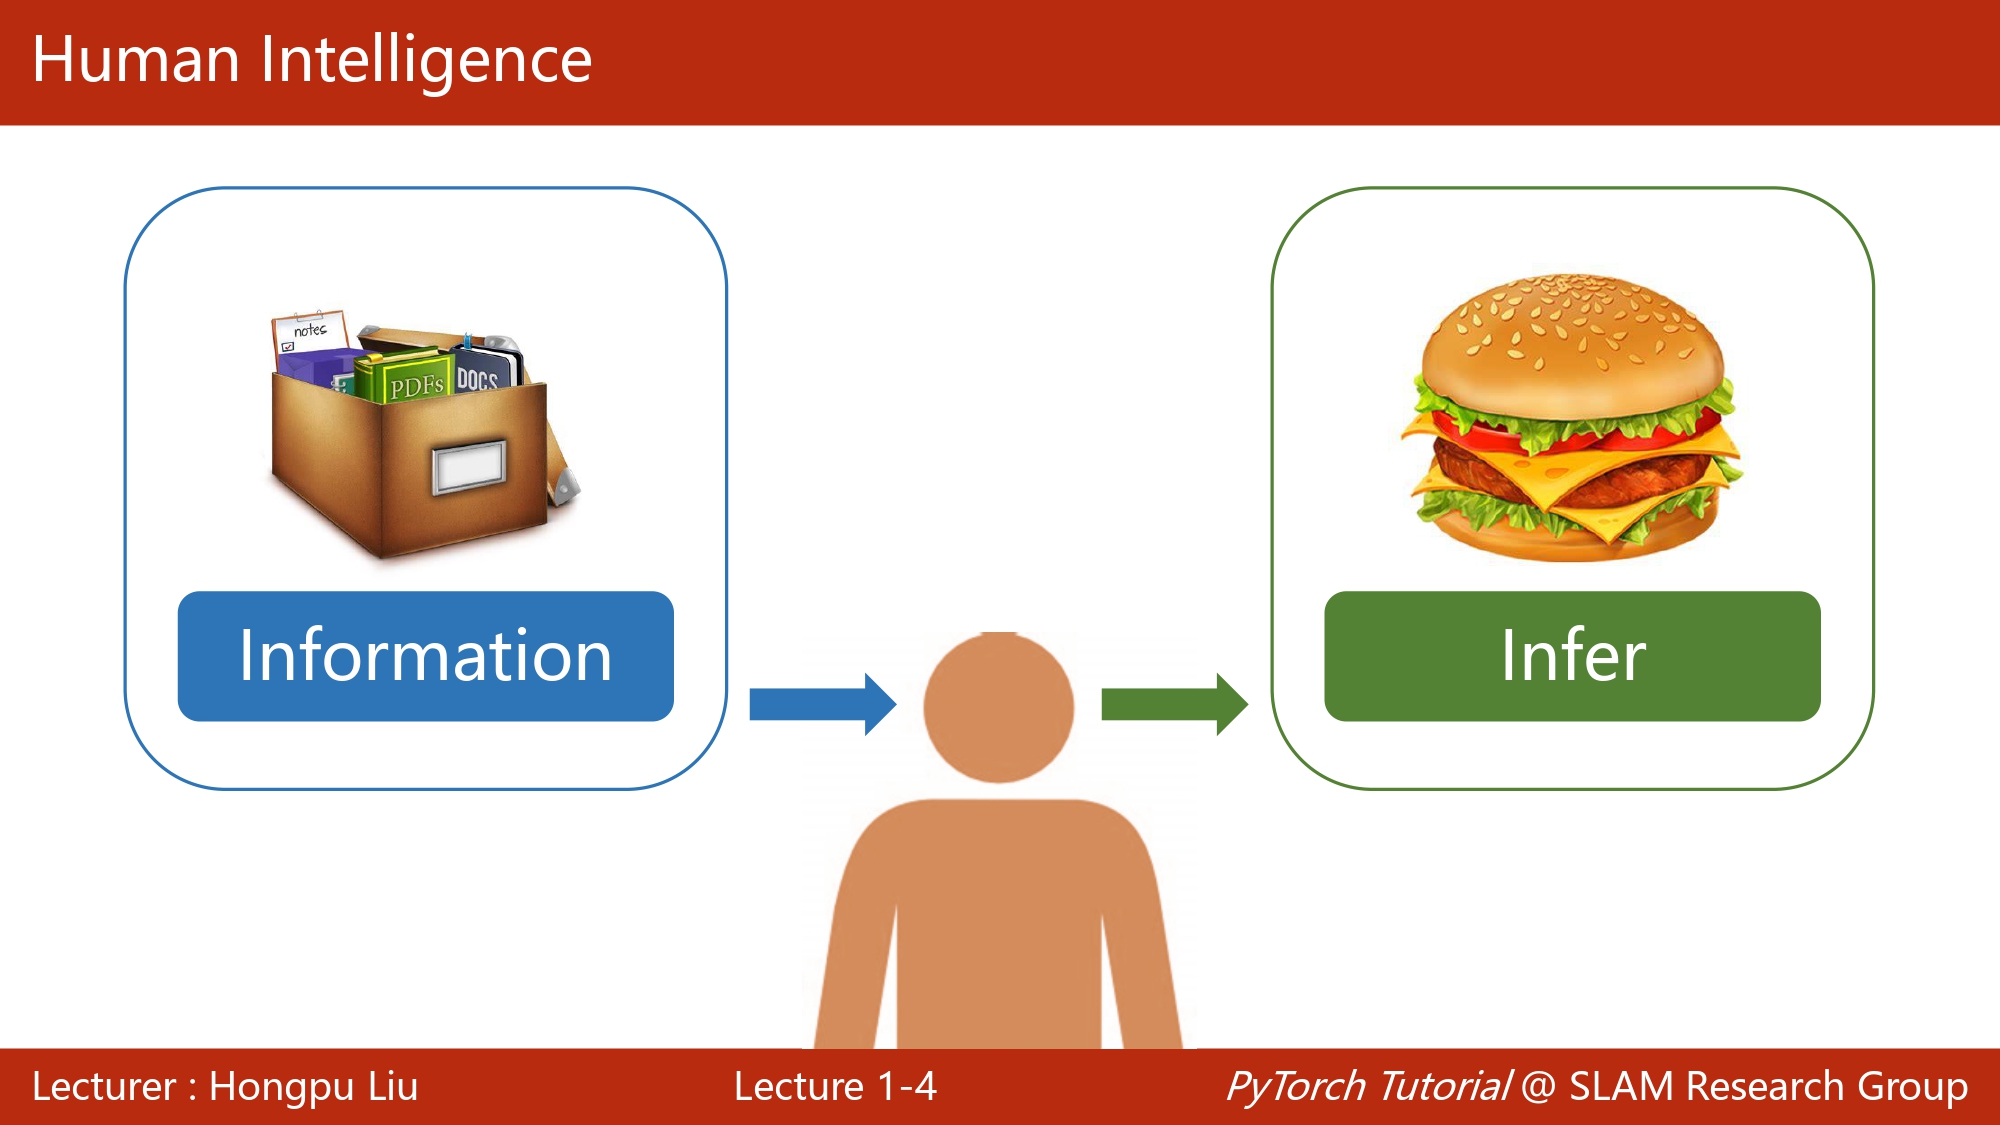 Human Intelligence
notes
PDFs
DOCS
Information
Infer
Lecturer : Hongpu Liu
Lecture 1-4
PyTorch Tutorial @ SLAM Research Group